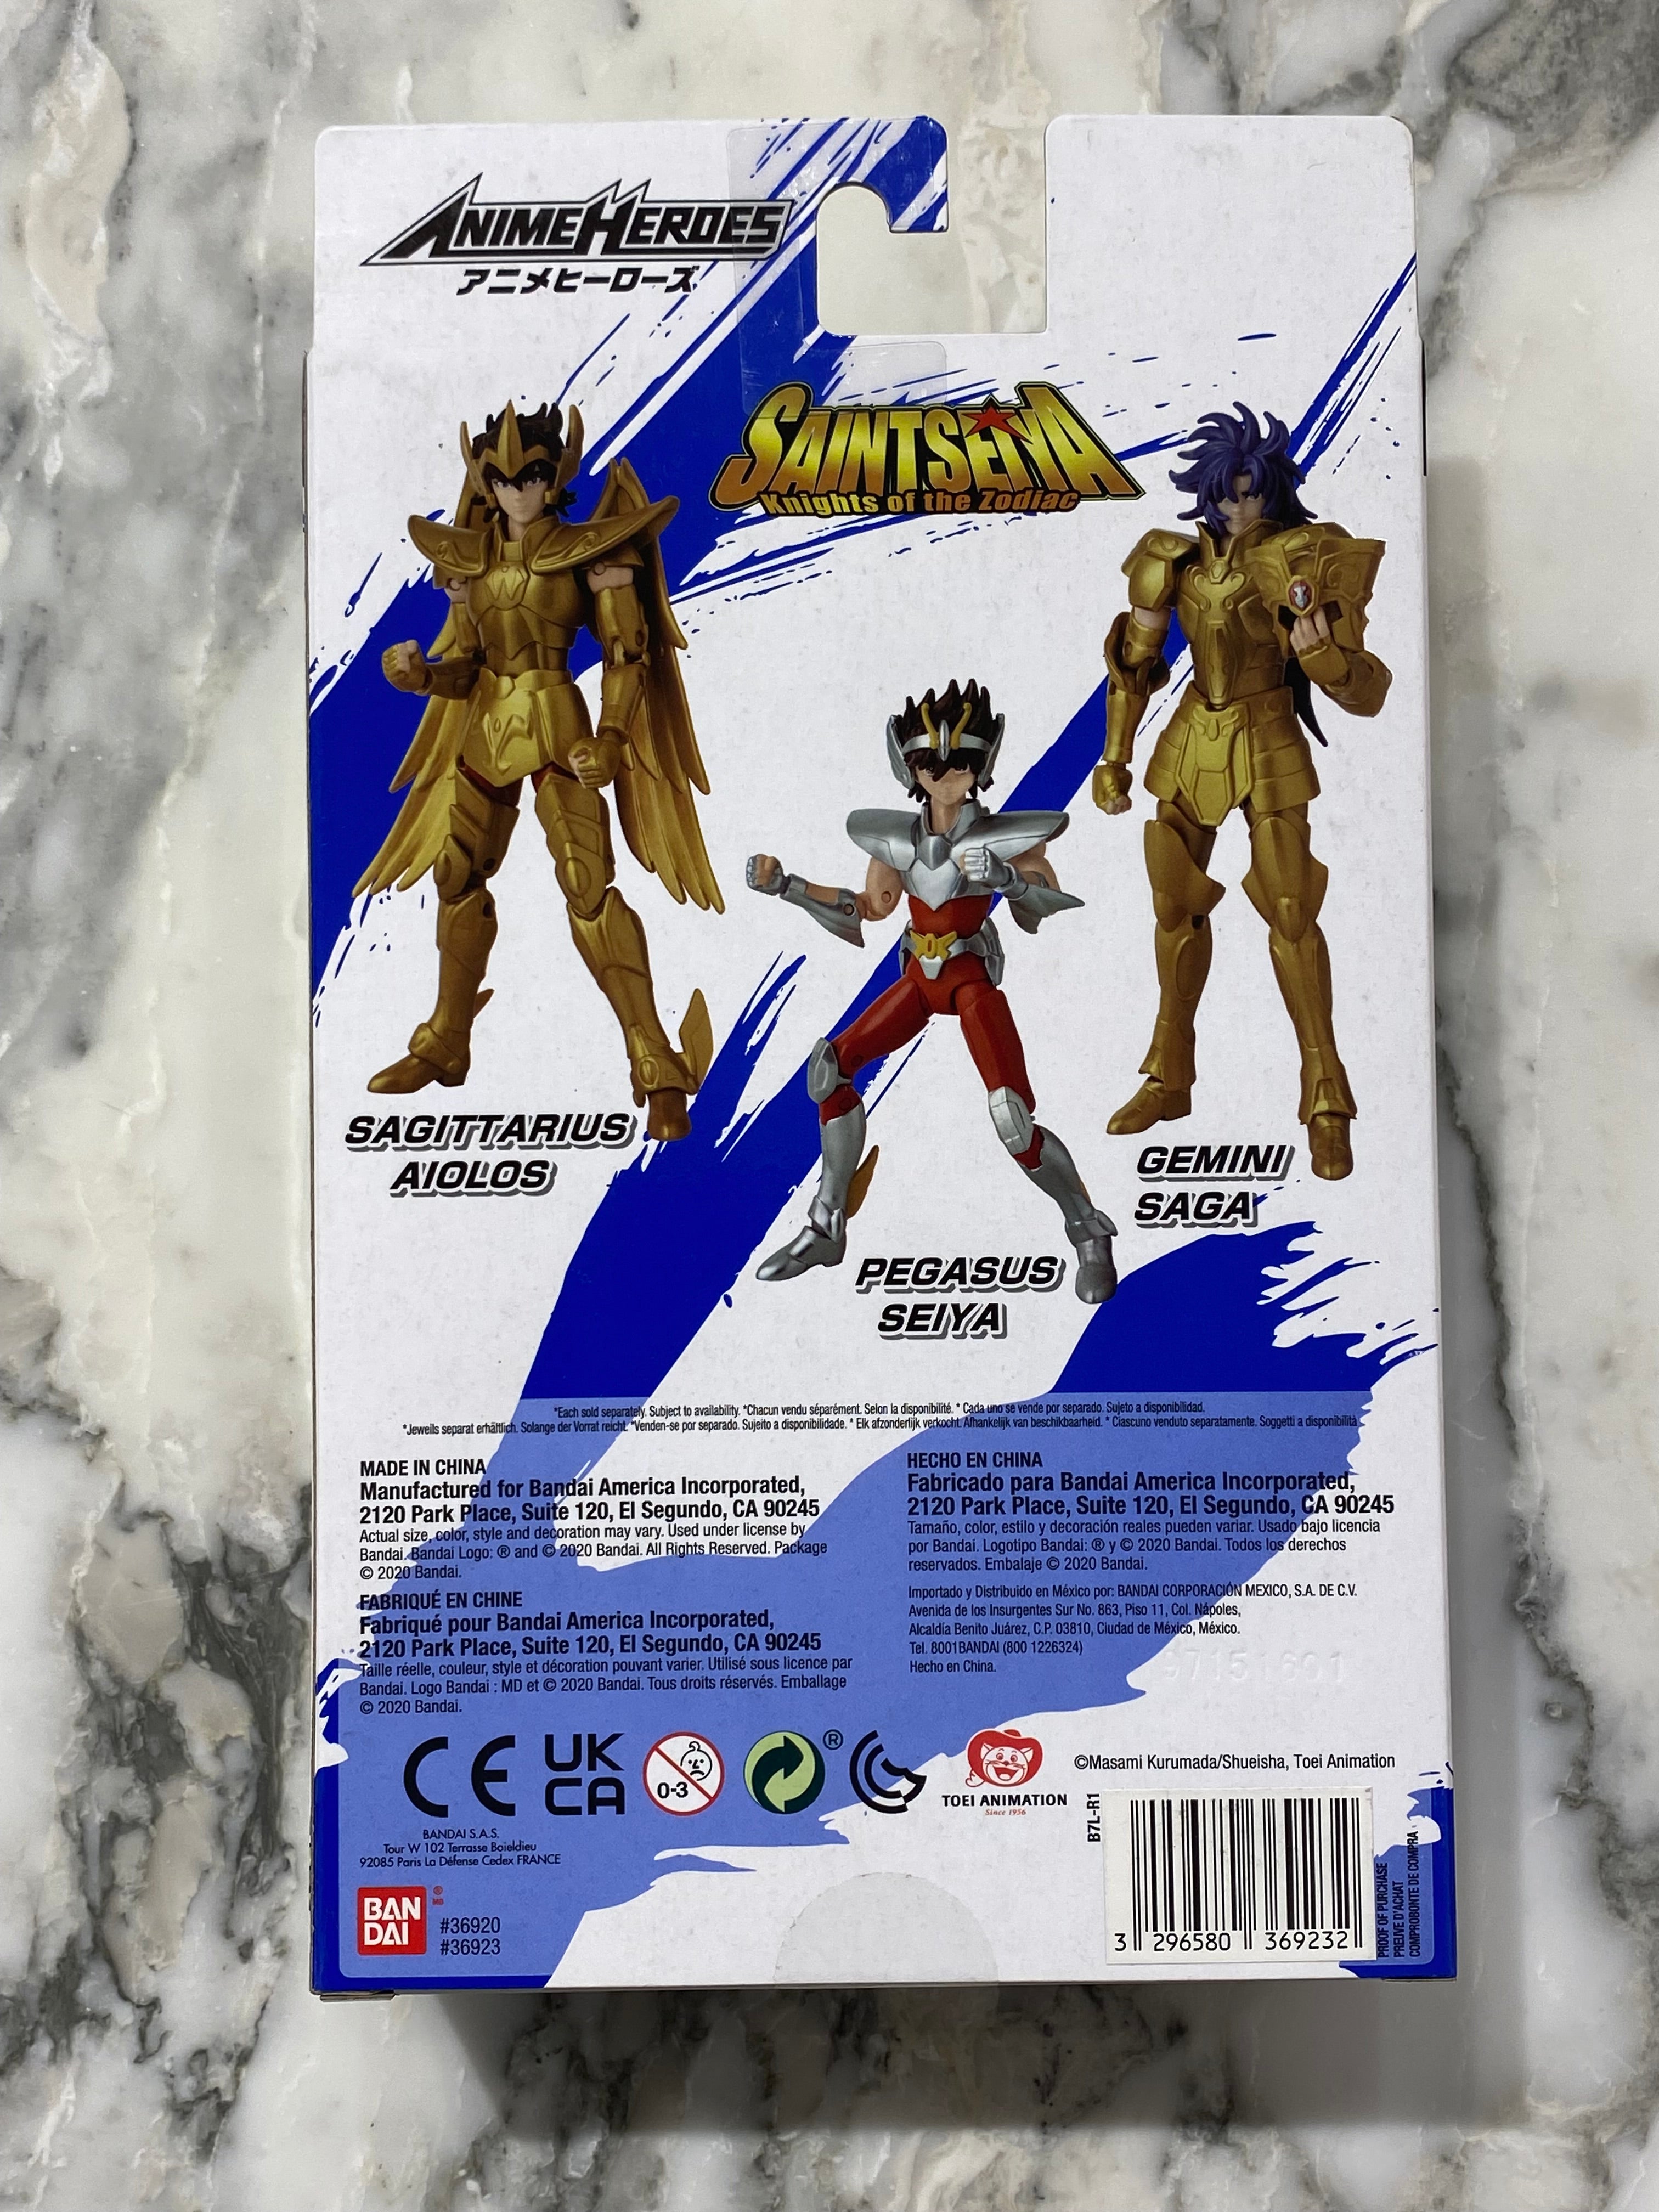 ANIMEHEROES
アニメヒーローズ
SAINTSEIYA
Knights of the Zodiac
SAGITTARIUS
AIOLOS
GEMINI
SAGA
PEGASUS
SEIYA
*Each sold separately. Subject to availability. *Chacun vendu séparément. Selon la disponibilité. * Cada uno se vende por separado. Sujeto a disponibilidad.
*Jeweils separat erhältlich. Solange der Vorrat reicht. *Venden-se por separado. Sujeito a disponibilidade. * Elk afzonderlijk verkocht. Afhankelijk van beschikbaarheid. * Ciascuno venduto separatamente. Soggetti a disponibilità
MADE IN CHINA
Manufactured for Bandai America Incorporated,
2120 Park Place, Suite 120, El Segundo, CA 90245
Actual size, color, style and decoration may vary. Used under license by
Bandai. Bandai Logo: ® and © 2020 Bandai. All Rights Reserved. Package
© 2020 Bandai.
FABRIQUÉ EN CHINE
Fabriqué pour Bandai America Incorporated,
2120 Park Place, Suite 120, El Segundo, CA 90245
Taille réelle, couleur, style et décoration pouvant varier. Utilisé sous licence par
Bandai. Logo Bandai : MD et © 2020 Bandai. Tous droits réservés. Emballage
© 2020 Bandai.
HECHO EN CHINA
Fabricado para Bandai America Incorporated,
2120 Park Place, Suite 120, El Segundo, CA 90245
Tamaño, color, estilo y decoración reales pueden variar. Usado bajo licencia
por Bandai. Logotipo Bandai: ® y © 2020 Bandai. Todos los derechos
reservados. Embalaje © 2020 Bandai.
Importado y Distribuido en México por: BANDAI CORPORACIÓN MEXICO, S.A. DE C.V.
Avenida de los Insurgentes Sur No. 863, Piso 11, Col. Nápoles,
Alcaldía Benito Juárez, C.P. 03810, Ciudad de México, México.
Tel. 8001BANDAI (800 1226324)
Hecho en China.
CE
UK
CA
0-3
®
TOEI ANIMATION
Since 1956
©Masami Kurumada/Shueisha, Toei Animation
BANDAI S.A.S.
Tour W 102 Terrasse Boieldieu
92085 Paris La Défense Cedex FRANCE
BAN
DAI
®
MB
#36920
#36923
B7L-R1
3 296580 369232
PROOF OF PURCHASE
PREUVE D'ACHAT
COMPROBONTE DE COMPRA